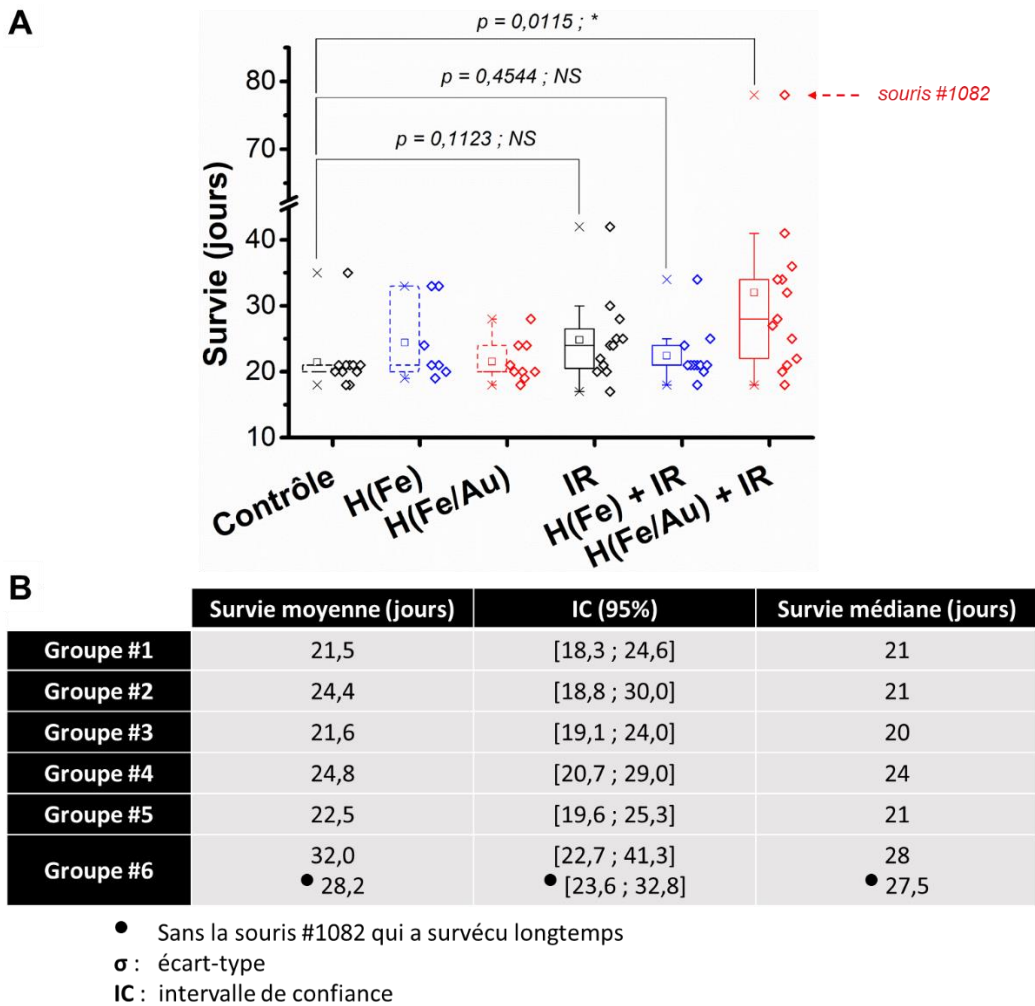 A
p = 0,0115 ; *
p = 0,4544 ; NS
p = 0,1123 ; NS
souris #1082
Survie (jours)
80
70
40
30
20
10
Contrôle
H(Fe)
H(Fe/Au)
IR
H(Fe) + IR
H(Fe/Au) + IR
B
Survie moyenne (jours) IC (95%) Survie médiane (jours)
Groupe #1 21,5 [18,3 ; 24,6] 21
Groupe #2 24,4 [18,8 ; 30,0] 21
Groupe #3 21,6 [19,1 ; 24,0] 20
Groupe #4 24,8 [20,7 ; 29,0] 24
Groupe #5 22,5 [19,6 ; 25,3] 21
Groupe #6 32,0 [22,7 ; 41,3] 28
● 28,2 ● [23,6 ; 32,8] ● 27,5
● Sans la souris #1082 qui a survécu longtemps
σ : écart-type
IC : intervalle de confiance